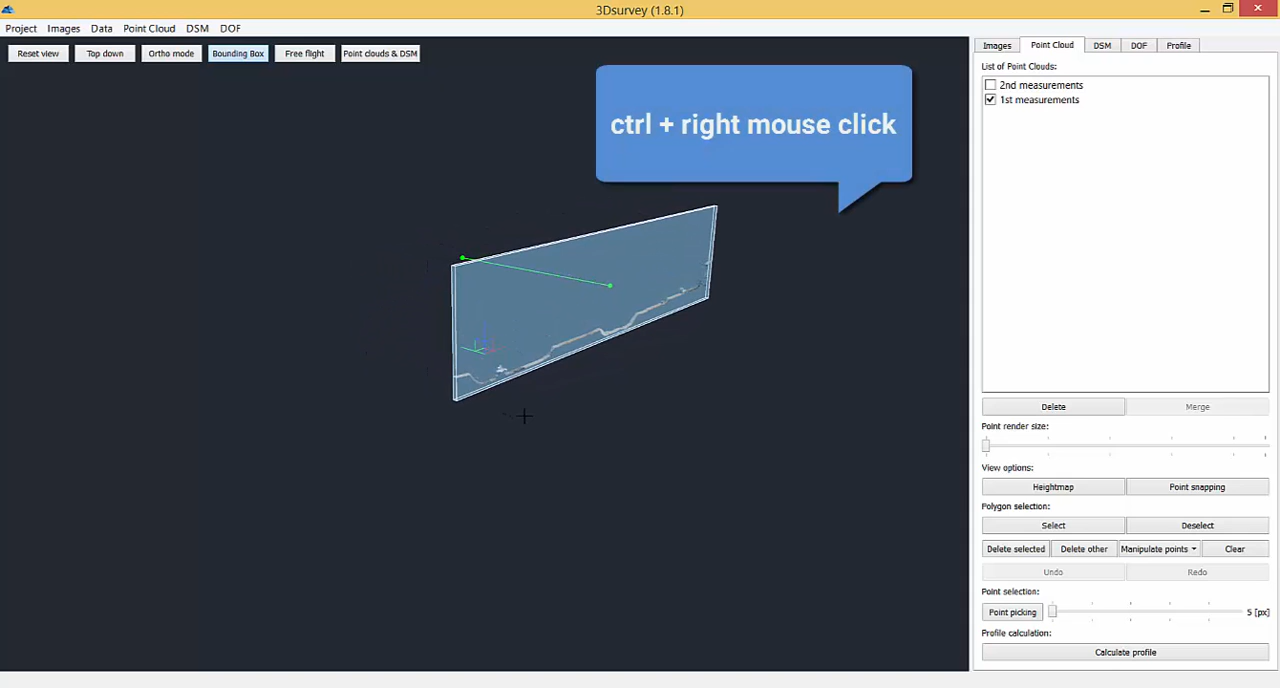 3Dsurvey (1.8.1)
Project Images Data Point Cloud DSM DOF
Reset view Top down Ortho mode Bounding Box Free flight Point clouds & DSM
Images Point Cloud DSM DOF Profile
List of Point Clouds:
2nd measurements
1st measurements
ctrl + right mouse click
Delete Merge
Point render size:
View options:
Heightmap Point snapping
Polygon selection:
Select Deselect
Delete selected Delete other Manipulate points Clear
Undo Redo
Point selection:
Point picking 5 [px]
Profile calculation:
Calculate profile